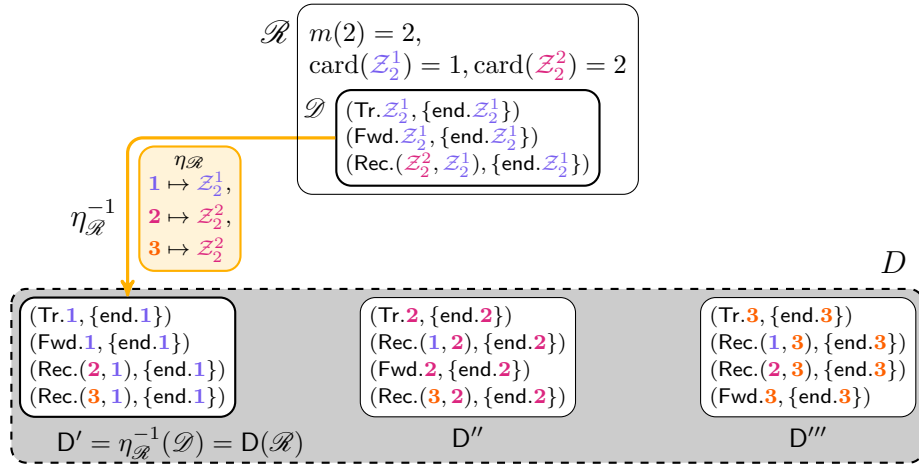 ℛ m(2) = 2,
card(𝒵₂¹) = 1, card(𝒵₂²) = 2
𝒟 (Tr.𝒵₂¹, {end.𝒵₂¹})
(Fwd.𝒵₂¹, {end.𝒵₂¹})
(Rec.(𝒵₂², 𝒵₂¹), {end.𝒵₂¹})
η_ℛ
1 ↦ 𝒵₂¹,
2 ↦ 𝒵₂²,
3 ↦ 𝒵₂²
η_ℛ⁻¹
D
(Tr.1, {end.1})
(Fwd.1, {end.1})
(Rec.(2, 1), {end.1})
(Rec.(3, 1), {end.1})
D′ = η_ℛ⁻¹(𝒟) = D(ℛ)
(Tr.2, {end.2})
(Rec.(1, 2), {end.2})
(Fwd.2, {end.2})
(Rec.(3, 2), {end.2})
D″
(Tr.3, {end.3})
(Rec.(1, 3), {end.3})
(Rec.(2, 3), {end.3})
(Fwd.3, {end.3})
D‴